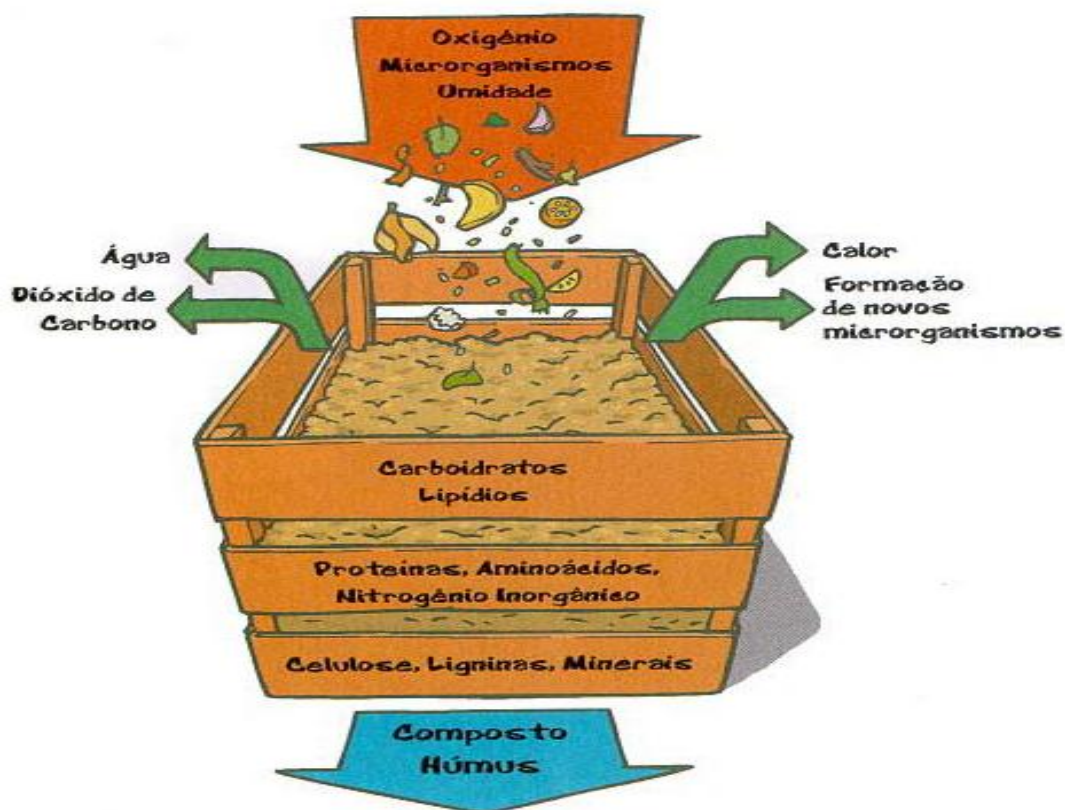 Oxigênio
Microrganismos
Umidade
Água
Dióxido de
Carbono
Calor
Formação
de novos
microrganismos
Carboidratos
Lipídios
Proteínas, Aminoácidos,
Nitrogênio Inorgânico
Celulose, Ligninas, Minerais
Composto
Húmus